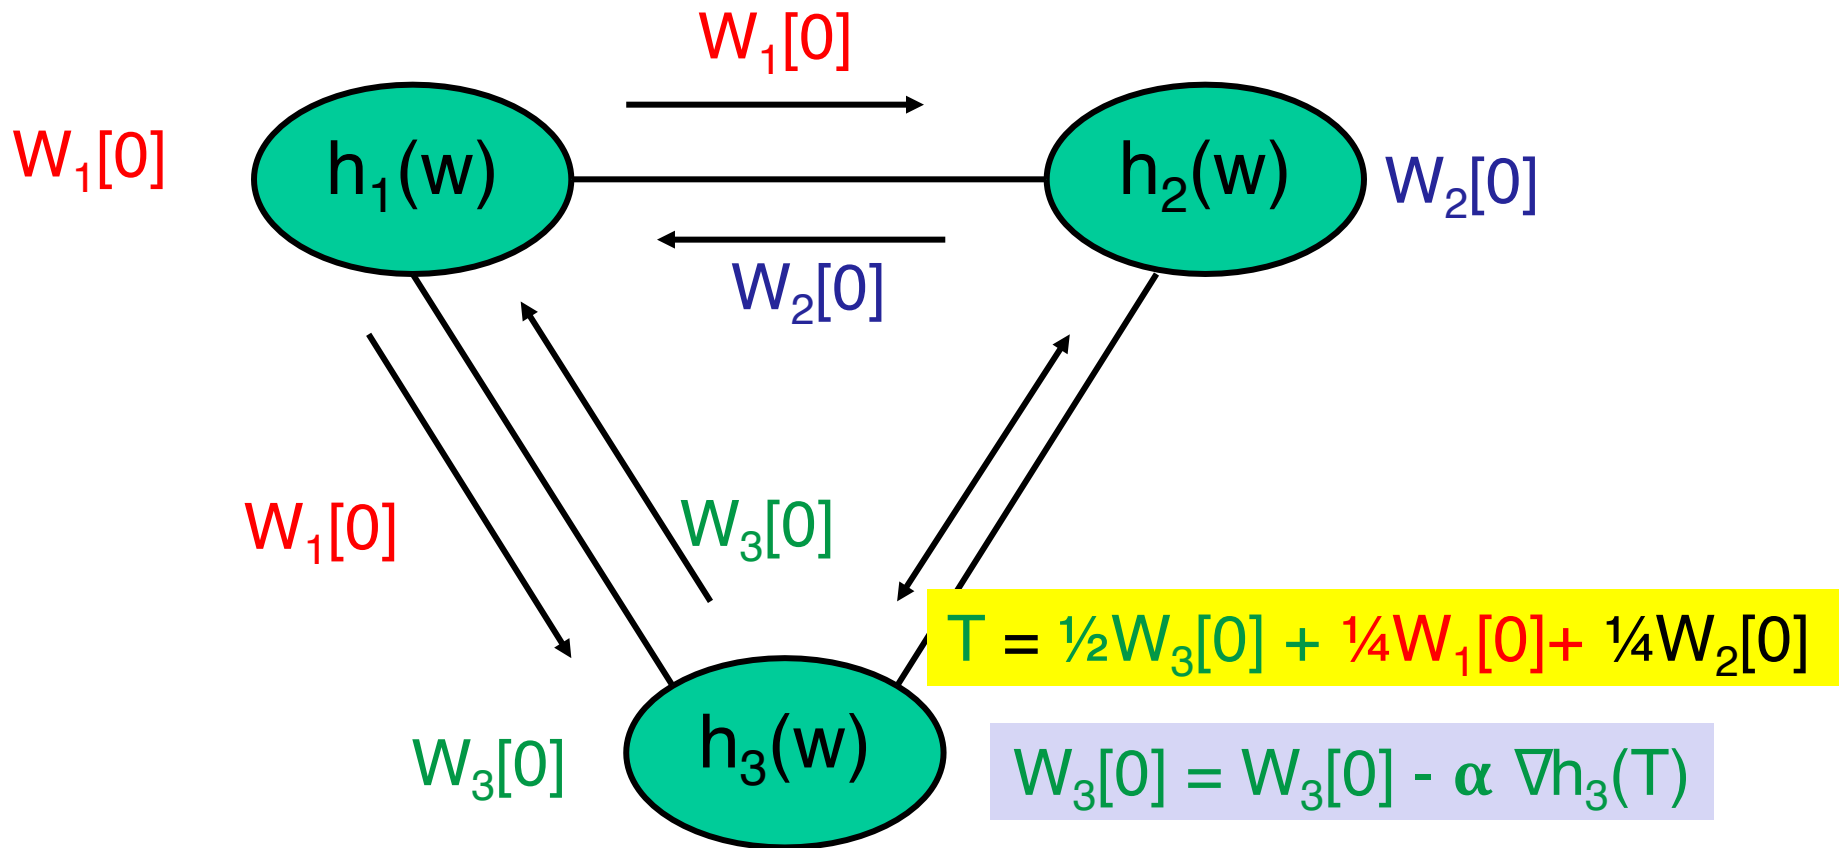 W₁[0]
W₁[0]
h₁(w)
h₂(w)
W₂[0]
W₂[0]
W₁[0]
W₃[0]
T = ½W₃[0] + ¼W₁[0]+ ¼W₂[0]
W₃[0]
h₃(w)
W₃[0] = W₃[0] - α ∇h₃(T)